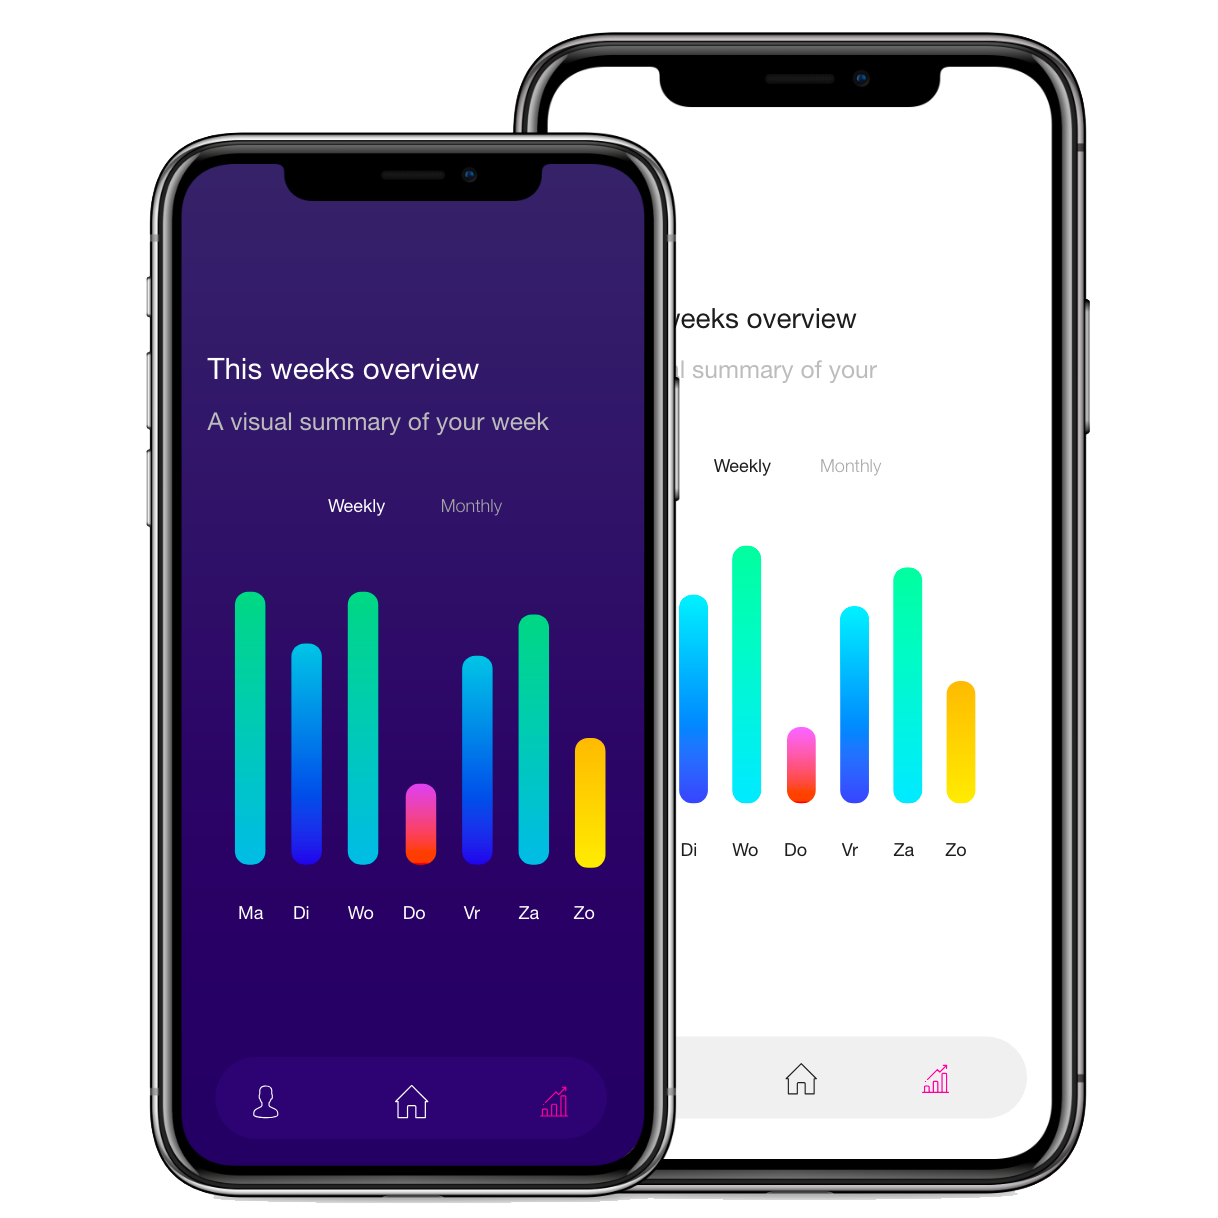 This weeks overview
A visual summary of your week
Weekly Monthly
Ma Di Wo Do Vr Za Zo
weeks overview
summary of your
Weekly Monthly
Di Wo Do Vr Za Zo